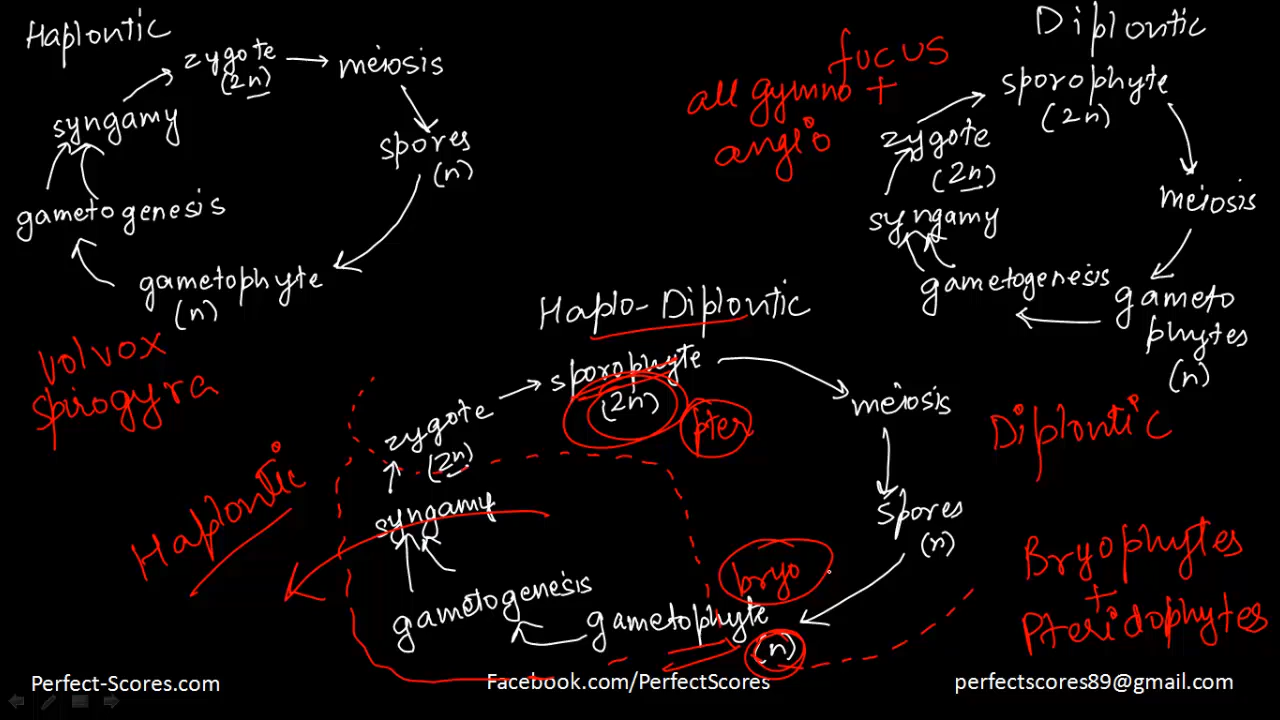 Haplontic
zygote
(2n)
meiosis
syngamy
spores
(n)
gametogenesis
gametophyte
(n)
volvox
spirogyra
Diplontic
fucus
all gymno +
angio
sporophyte
(2n)
zygote
(2n)
meiosis
syngamy
gametogenesis
gameto
phytes
(n)
Haplo-Diplontic
sporophyte
(2n)
pter
zygote
(2n)
meiosis
syngamy
Spores
(n)
gametogenesis
gametophyte
(n)
bryo
Haplontic
Diplontic
Bryophytes
+
Pteridophytes
Perfect-Scores.com
Facebook.com/PerfectScores
perfectscores89@gmail.com